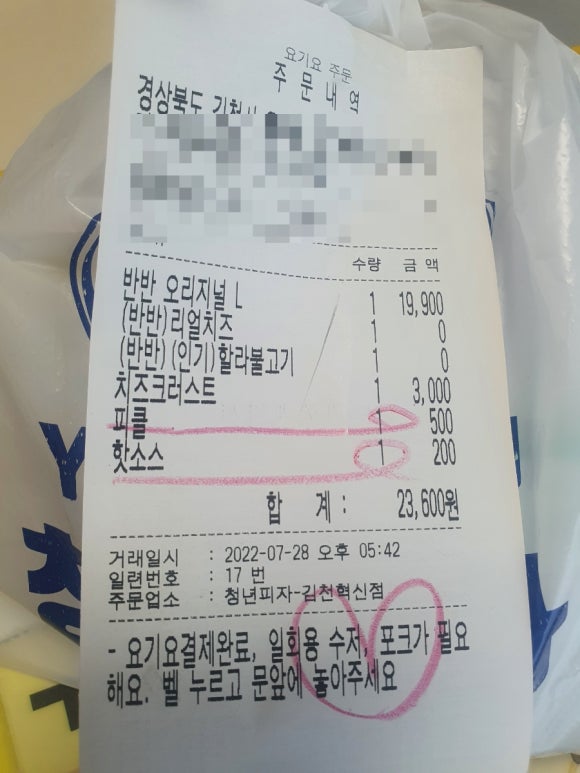 요기요 주문
주 문 내 역
경상북도 김천시
수량 금 액
반반 오리지널 L 1 19,900
(반반)리얼치즈 1 0
(반반)(인기)할라불고기 1 0
치즈크러스트 1 3,000
피클 1 500
핫소스 1 200
합 계 : 23,600원
거래일시 : 2022-07-28 오후 05:42
일련번호 : 17 번
주문업소 : 청년피자-김천혁신점
- 요기요결제완료, 일회용 수저, 포크가 필요
해요. 벨 누르고 문앞에 놓아주세요